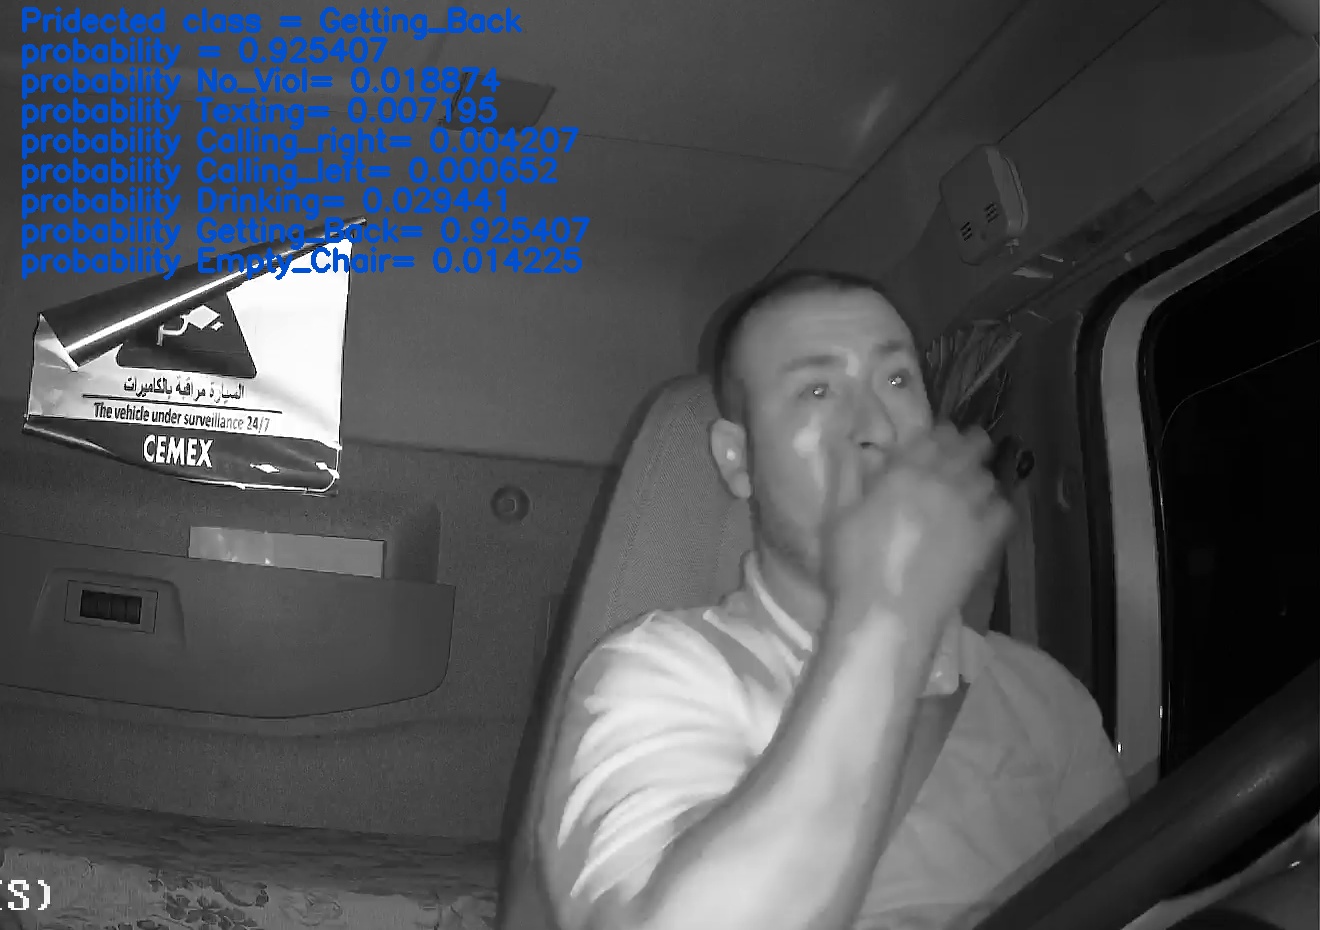 Pridected class = Getting_Back
probability = 0.925407
probability No_Viol= 0.018874
probability Texting= 0.007195
probability Calling_right= 0.004207
probability Calling_left= 0.000652
probability Drinking= 0.029441
probability Getting_Back= 0.925407
probability Empty_Chair= 0.014225
السيارة مراقبة بالكاميرات
The vehicle under surveillance 24/7
CEMEX
(S)